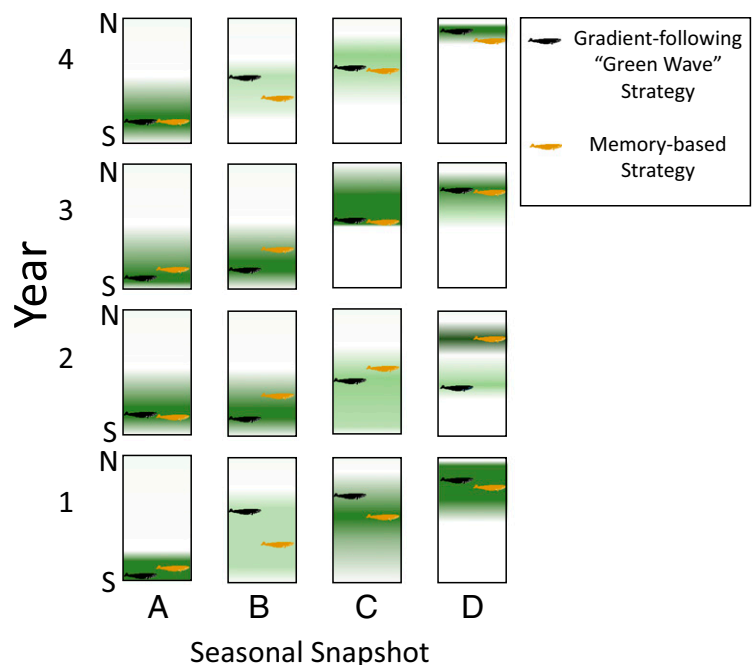 N
4
S
N
3
S
Year
N
2
S
N
1
S
A B C D
Seasonal Snapshot
Gradient-following
“Green Wave”
Strategy
Memory-based
Strategy